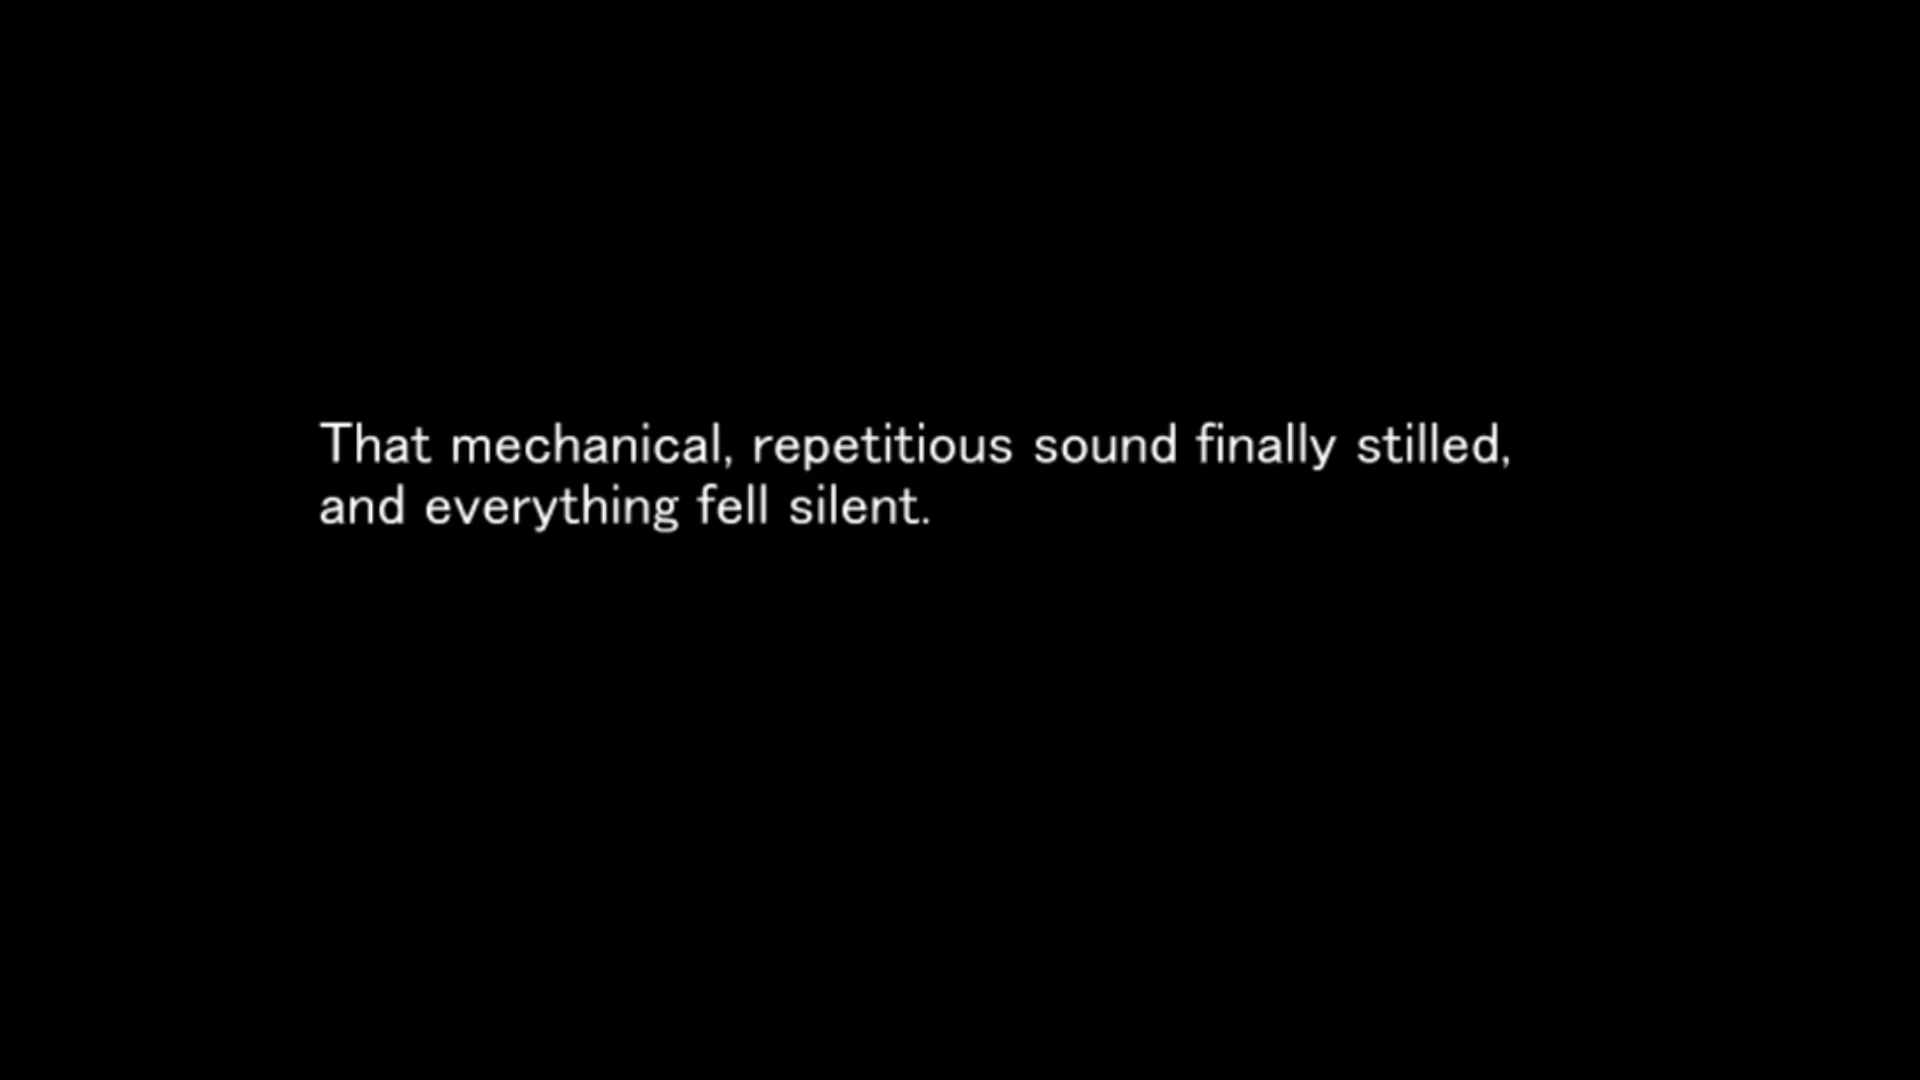 That mechanical, repetitious sound finally stilled,
and everything fell silent.